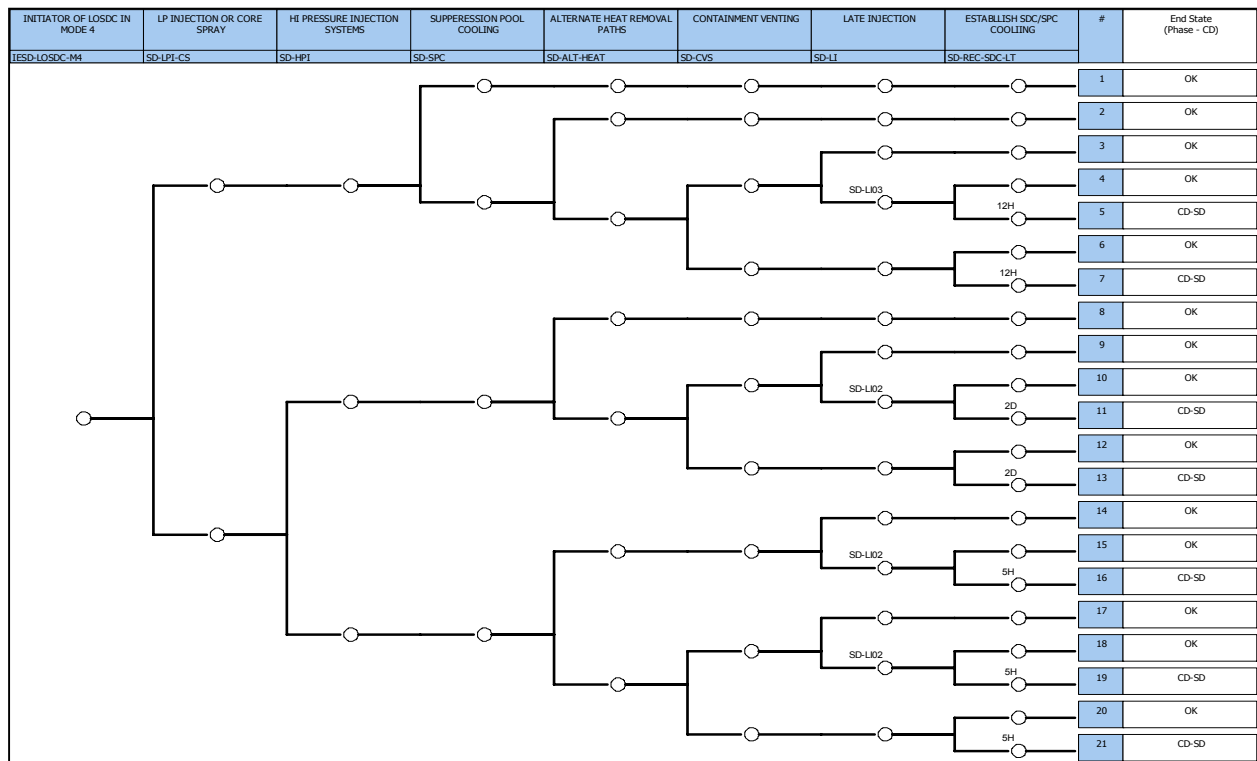 INITIATOR OF LOSDC IN
MODE 4
LP INJECTION OR CORE
SPRAY
HI PRESSURE INJECTION
SYSTEMS
SUPPERESSION POOL
COOLING
ALTERNATE HEAT REMOVAL
PATHS
CONTAINMENT VENTING
LATE INJECTION
ESTABLLISH SDC/SPC
COOLIING
#
End State
(Phase - CD)
IESD-LOSDC-M4
SD-LPI-CS
SD-HPI
SD-SPC
SD-ALT-HEAT
SD-CVS
SD-LI
SD-REC-SDC-LT
1 OK
2 OK
3 OK
SD-LI03
4 OK
12H
5 CD-SD
6 OK
12H
7 CD-SD
8 OK
9 OK
SD-LI02
10 OK
2D
11 CD-SD
12 OK
2D
13 CD-SD
14 OK
SD-LI02
15 OK
5H
16 CD-SD
17 OK
SD-LI02
18 OK
5H
19 CD-SD
20 OK
5H
21 CD-SD